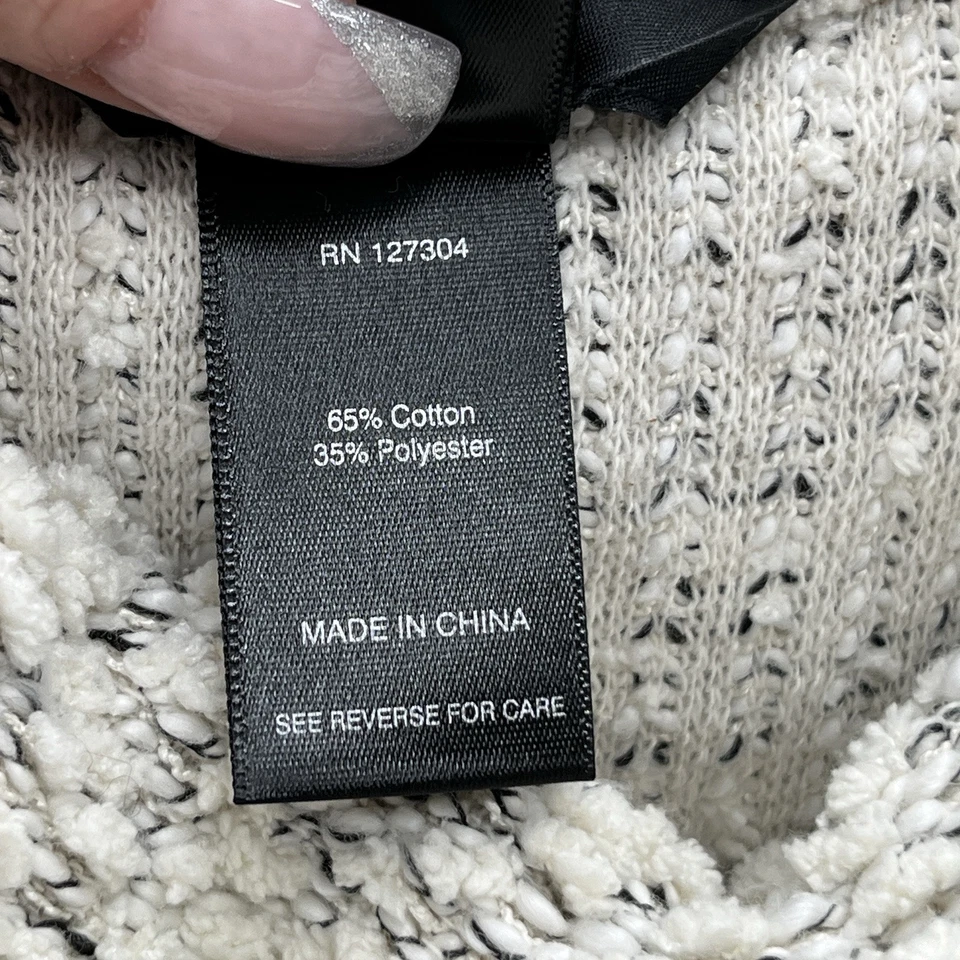 RN 127304
65% Cotton
35% Polyester
MADE IN CHINA
SEE REVERSE FOR CARE